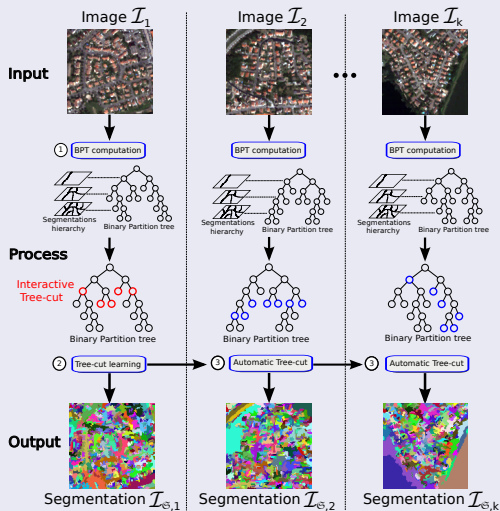 Image ℐ1
Image ℐ2
Image ℐk
Input
...
1 BPT computation
BPT computation
BPT computation
Segmentations hierarchy
Binary Partition tree
Segmentations hierarchy
Binary Partition tree
Segmentations hierarchy
Binary Partition tree
Process
Interactive
Tree-cut
Binary Partition tree
Binary Partition tree
Binary Partition tree
2 Tree-cut learning
3 Automatic Tree-cut
3 Automatic Tree-cut
Output
Segmentation ℐ𝔖,1
Segmentation ℐ𝔖,2
Segmentation ℐ𝔖,k